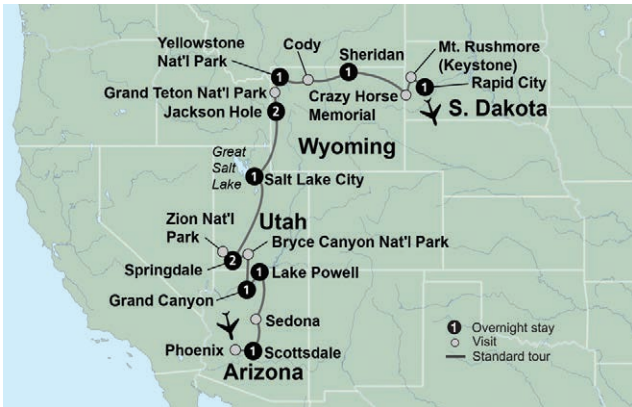 Yellowstone
Nat'l Park
Cody
Sheridan
Mt. Rushmore
(Keystone)
1
1
1
Rapid City
Grand Teton Nat'l Park
Jackson Hole
2
Crazy Horse
Memorial
S. Dakota
Wyoming
Great
Salt
Lake
1
Salt Lake City
Utah
Zion Nat'l
Park
Bryce Canyon Nat'l Park
Springdale
2
1
Lake Powell
Grand Canyon
1
Sedona
Phoenix
1
Scottsdale
Arizona
1 Overnight stay
Visit
Standard tour